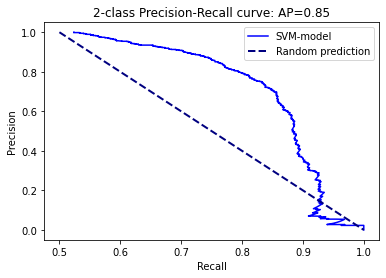 2-class Precision-Recall curve: AP=0.85
SVM-model
Random prediction
Precision
1.0
0.8
0.6
0.4
0.2
0.0
0.5 0.6 0.7 0.8 0.9 1.0
Recall